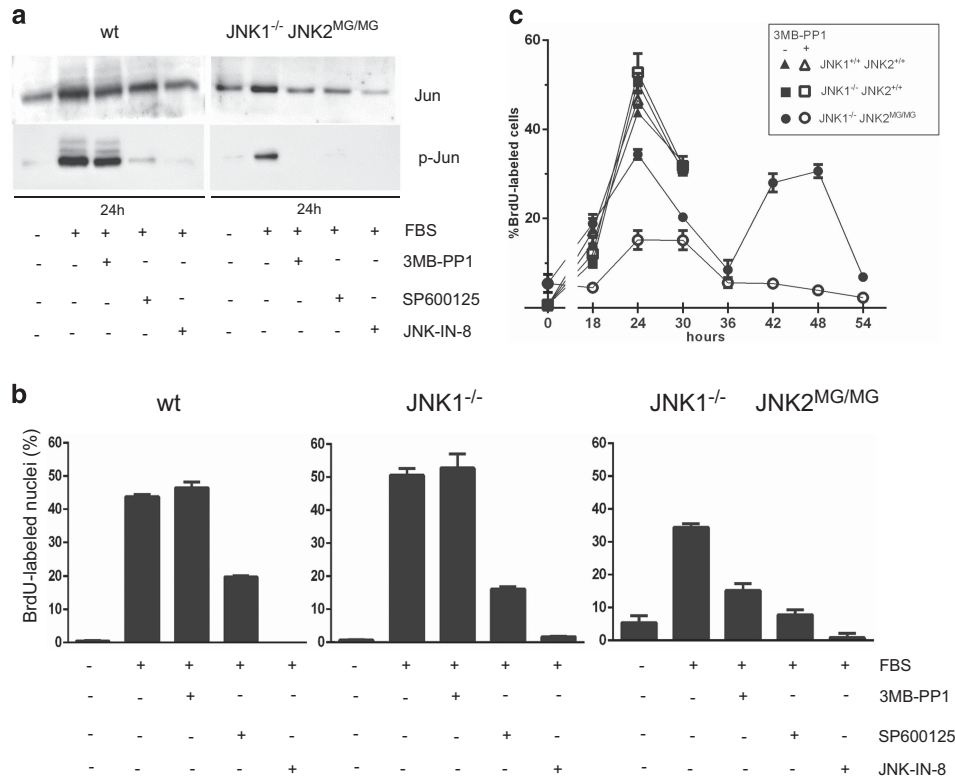 a
wt JNK1-/- JNK2MG/MG
Jun
p-Jun
24h 24h
- + + + + - + + + + FBS
- - + - - - - + - - 3MB-PP1
- - - + - - - - + - SP600125
- - - - + - - - - + JNK-IN-8
c
3MB-PP1
- +
JNK1+/+ JNK2+/+
JNK1-/- JNK2+/+
JNK1-/- JNK2MG/MG
%BrdU-labeled cells
60
40
20
0 18 24 30 36 42 48 54
hours
b
wt JNK1-/- JNK1-/- JNK2MG/MG
BrdU-labeled nuclei (%)
60 60 60
50 50 50
40 40 40
30 30 30
20 20 20
10 10 10
0 0 0
- + + + + - + + + + - + + + + FBS
- - + - - - - + - - - - + - - 3MB-PP1
- - - + - - - - + - - - - + - SP600125
- - - - + - - - - + - - - - + JNK-IN-8